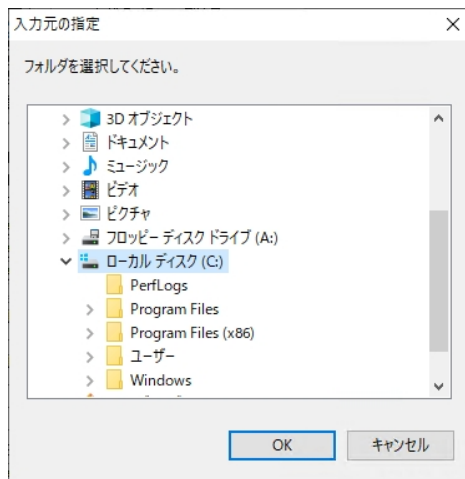 入力元の指定
フォルダを選択してください。
3D オブジェクト
ドキュメント
ミュージック
ビデオ
ピクチャ
フロッピー ディスク ドライブ (A:)
ローカル ディスク (C:)
PerfLogs
Program Files
Program Files (x86)
ユーザー
Windows
OK
キャンセル